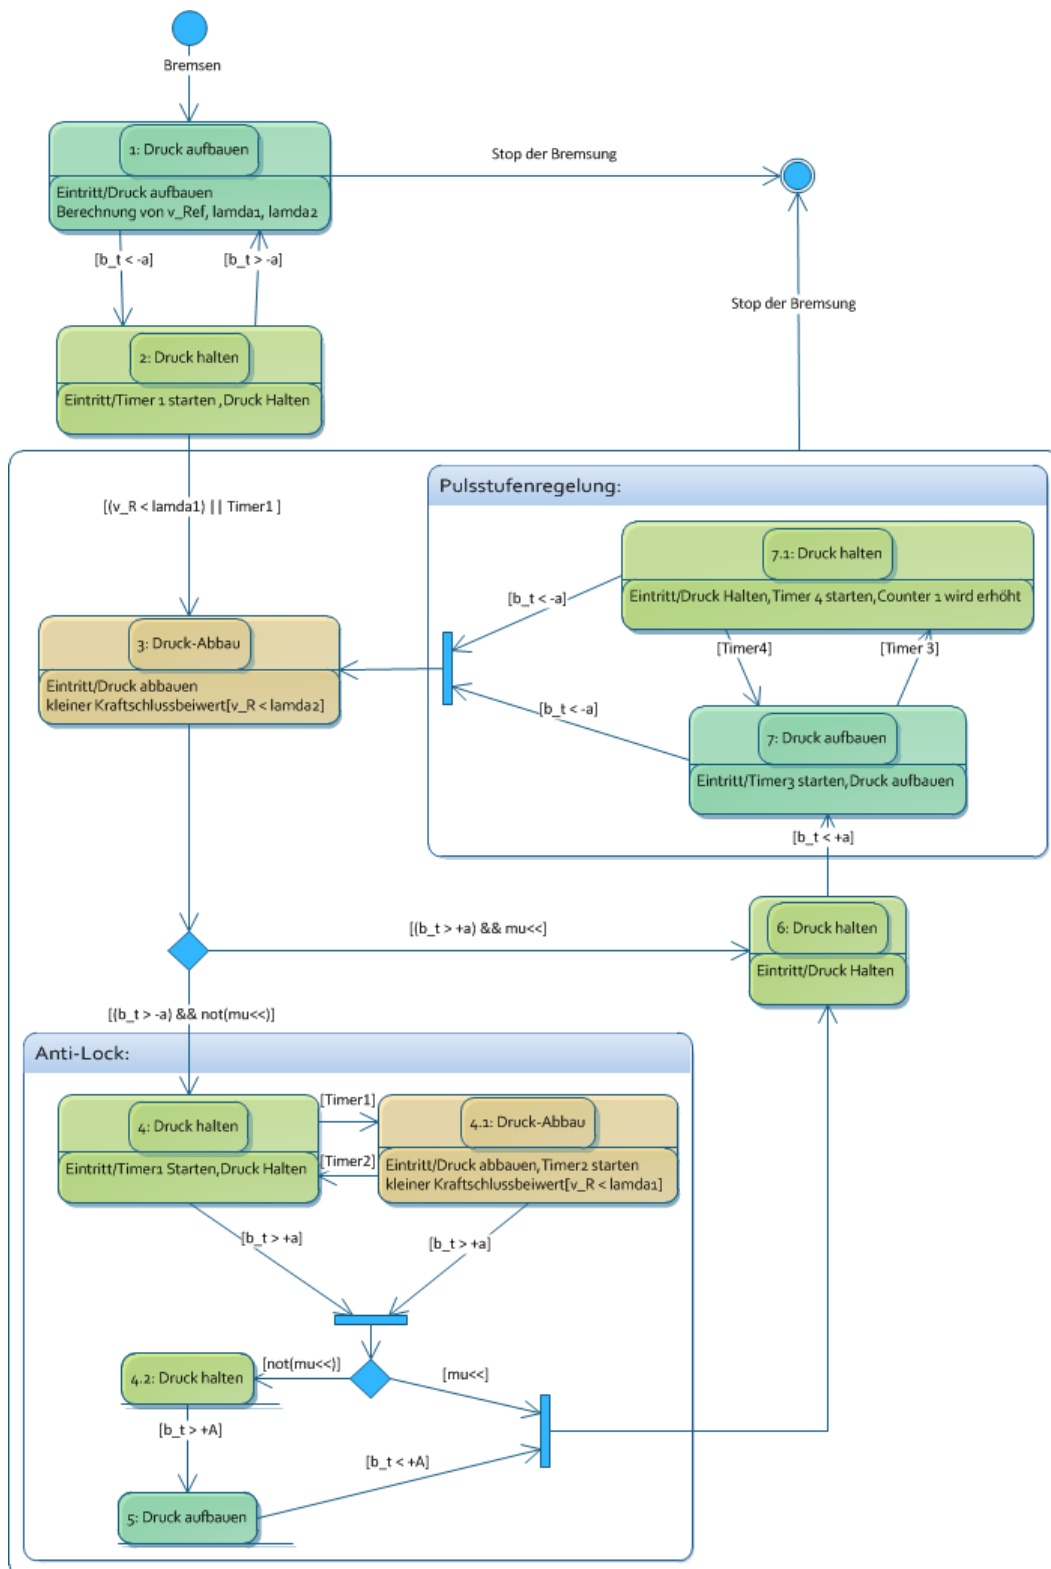 Bremsen
1: Druck aufbauen
Eintritt/Druck aufbauen
Berechnung von v_Ref, lamda1, lamda2
Stop der Bremsung
[b_t < -a]
[b_t > -a]
Stop der Bremsung
2: Druck halten
Eintritt/Timer 1 starten ,Druck Halten
[(v_R < lamda1) || Timer1 ]
Pulsstufenregelung:
7.1: Druck halten
Eintritt/Druck Halten,Timer 4 starten,Counter 1 wird erhöht
[b_t < -a]
[Timer4]
[Timer 3]
3: Druck-Abbau
Eintritt/Druck abbauen
kleiner Kraftschlussbeiwert[v_R < lamda2]
[b_t < -a]
7: Druck aufbauen
Eintritt/Timer3 starten,Druck aufbauen
[b_t < +a]
[(b_t > +a) && mu<<]
6: Druck halten
Eintritt/Druck Halten
[(b_t > -a) && not(mu<<)]
Anti-Lock:
4: Druck halten
Eintritt/Timer1 Starten,Druck Halten
[Timer1]
[Timer2]
4.1: Druck-Abbau
Eintritt/Druck abbauen,Timer2 starten
kleiner Kraftschlussbeiwert[v_R < lamda1]
[b_t > +a]
[b_t > +a]
[not(mu<<)]
[mu<<]
4.2: Druck halten
[b_t > +A]
[b_t < +A]
5: Druck aufbauen